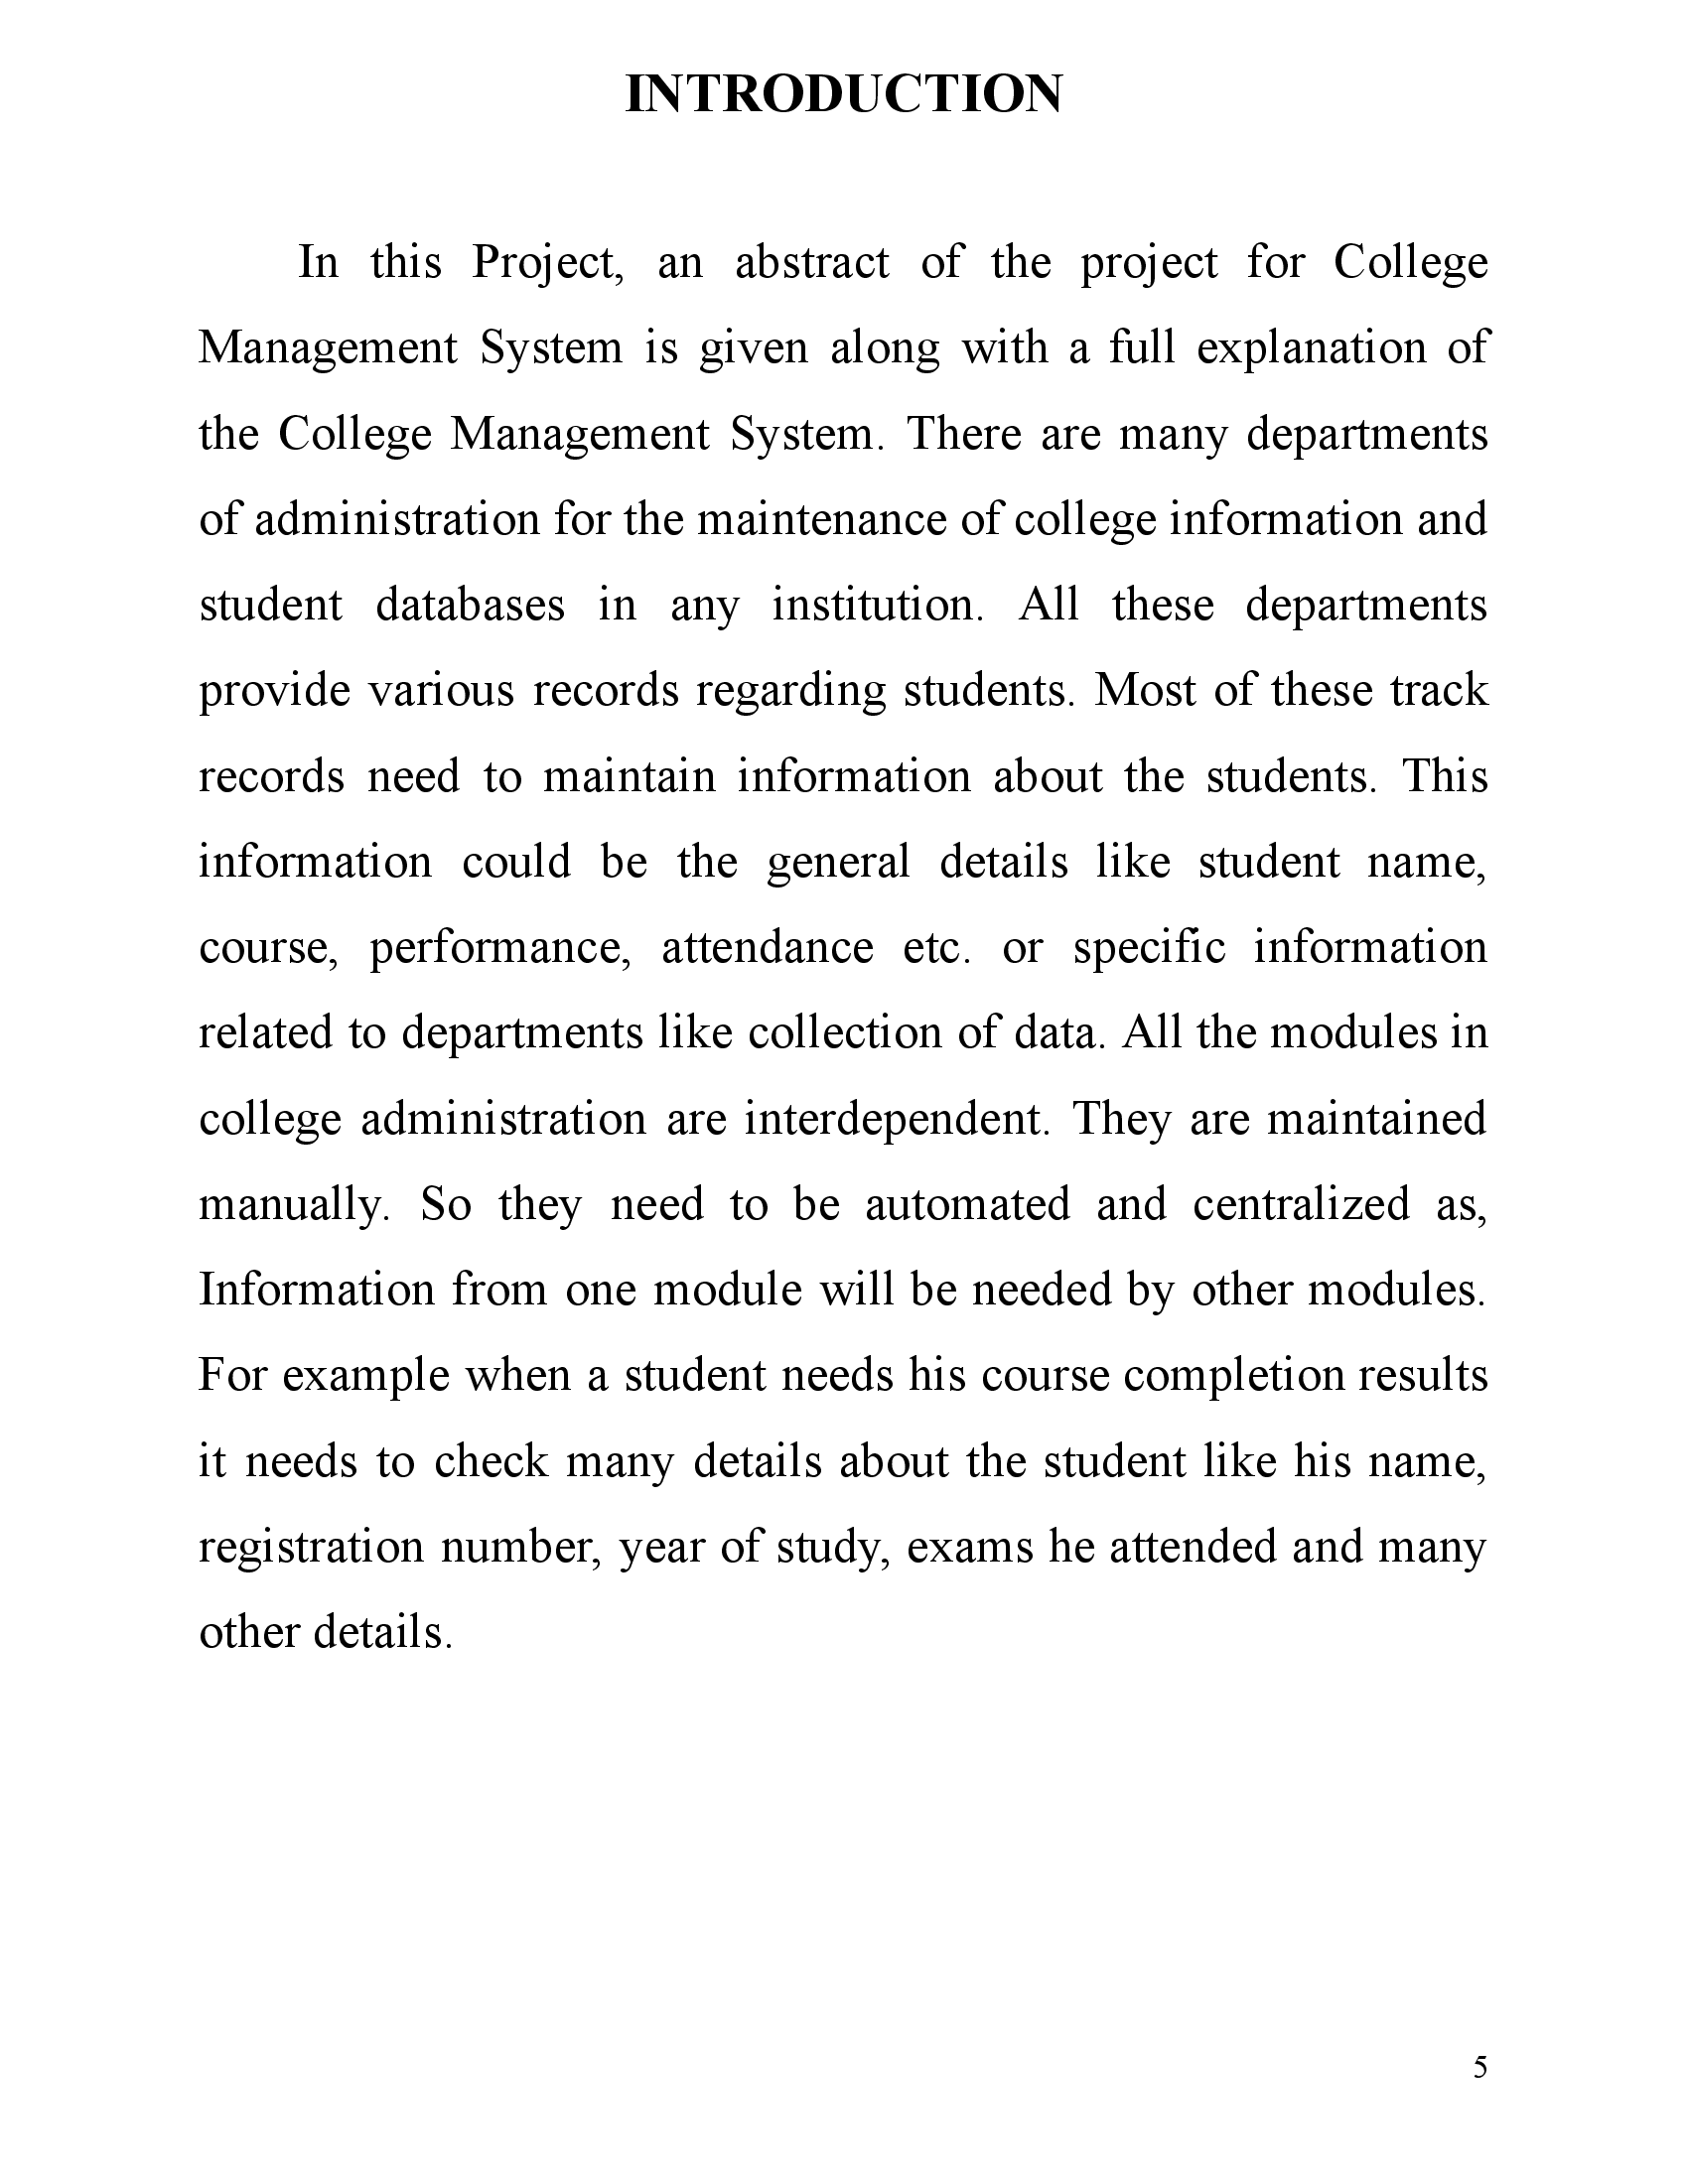 INTRODUCTION
In this Project, an abstract of the project for College
Management System is given along with a full explanation of
the College Management System. There are many departments
of administration for the maintenance of college information and
student databases in any institution. All these departments
provide various records regarding students. Most of these track
records need to maintain information about the students. This
information could be the general details like student name,
course, performance, attendance etc. or specific information
related to departments like collection of data. All the modules in
college administration are interdependent. They are maintained
manually. So they need to be automated and centralized as,
Information from one module will be needed by other modules.
For example when a student needs his course completion results
it needs to check many details about the student like his name,
registration number, year of study, exams he attended and many
other details.
5